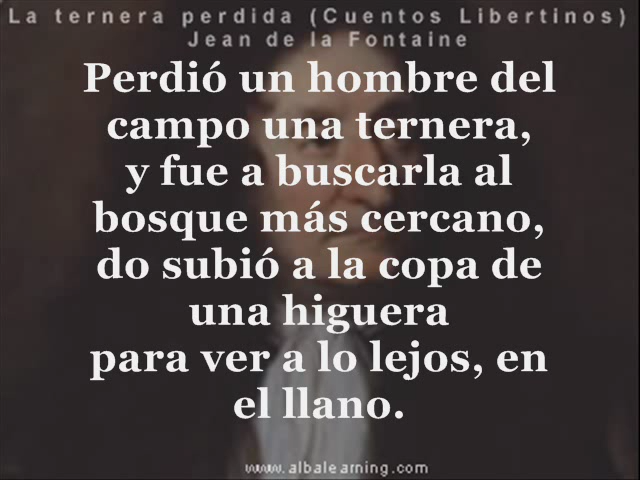 La ternera perdida (Cuentos Libertinos)
Jean de la Fontaine
Perdió un hombre del
campo una ternera,
y fue a buscarla al
bosque más cercano,
do subió a la copa de
una higuera
para ver a lo lejos, en
el llano.
www.albalearning.com